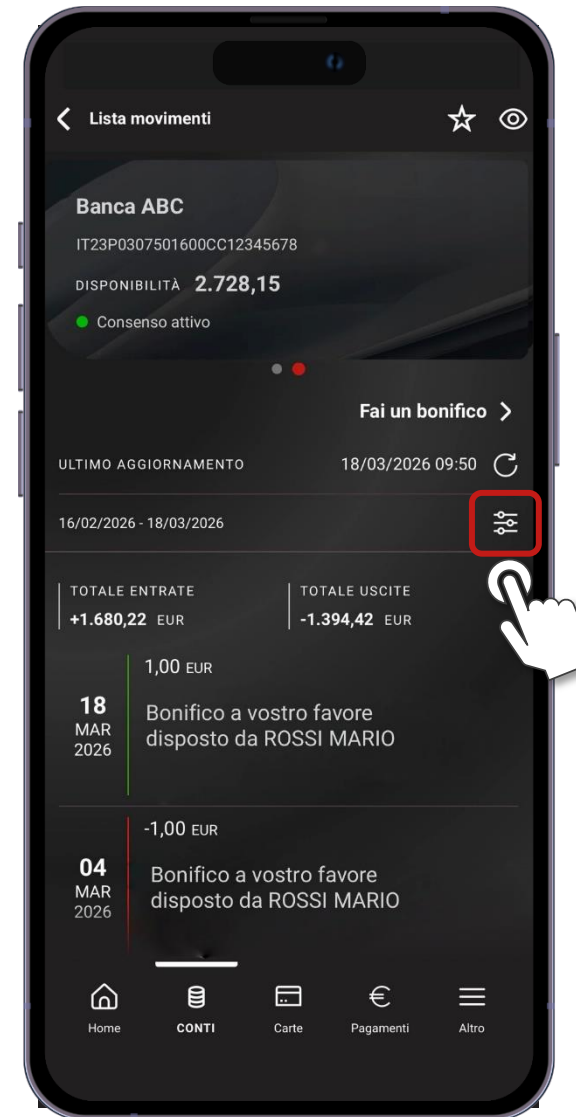 Lista movimenti
Banca ABC
IT23P0307501600CC12345678
DISPONIBILITÀ 2.728,15
Consenso attivo
Fai un bonifico
ULTIMO AGGIORNAMENTO 18/03/2026 09:50
16/02/2026 - 18/03/2026
TOTALE ENTRATE
+1.680,22 EUR
TOTALE USCITE
-1.394,42 EUR
1,00 EUR
18
MAR
2026
Bonifico a vostro favore
disposto da ROSSI MARIO
-1,00 EUR
04
MAR
2026
Bonifico a vostro favore
disposto da ROSSI MARIO
Home
CONTI
Carte
€
Pagamenti
Altro